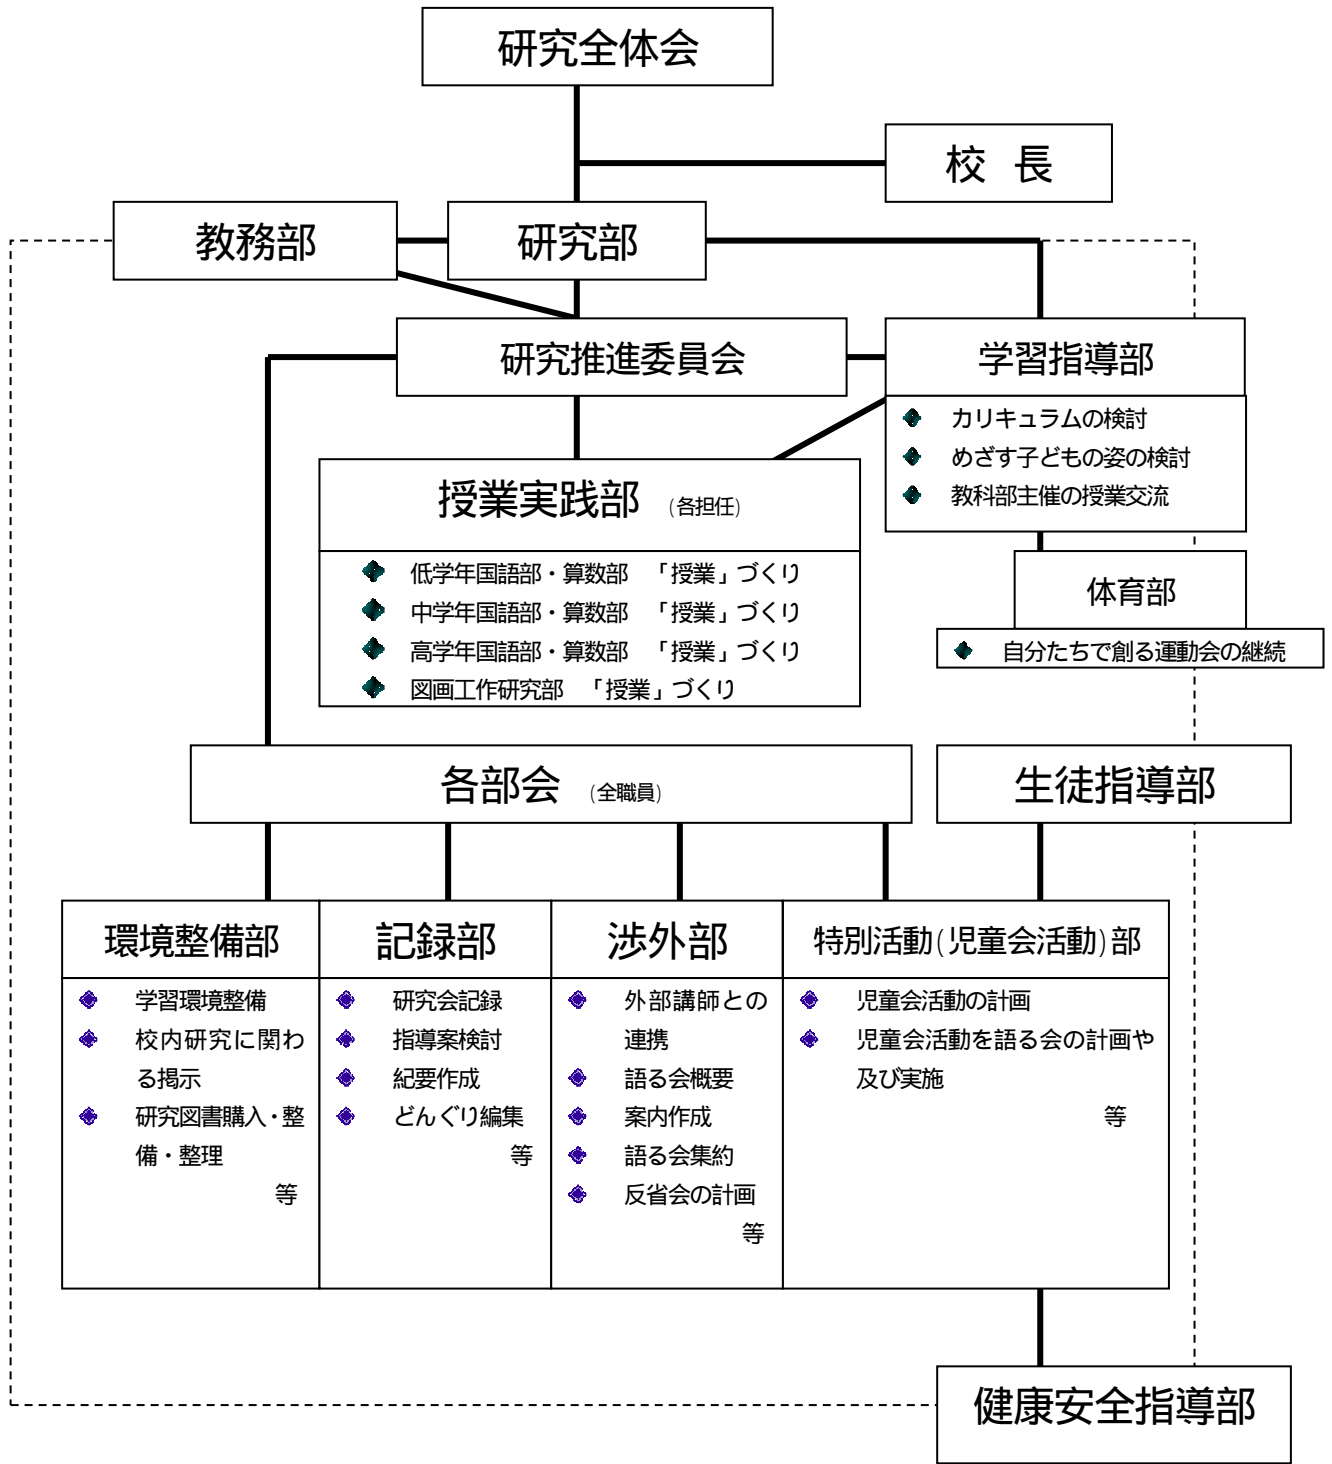 研究全体会
校 長
教務部
研究部
研究推進委員会
学習指導部
カリキュラムの検討
めざす子どもの姿の検討
教科部主催の授業交流
授業実践部 (各担任)
低学年国語部・算数部 「授業」づくり
中学年国語部・算数部 「授業」づくり
高学年国語部・算数部 「授業」づくり
図画工作研究部 「授業」づくり
体育部
自分たちで創る運動会の継続
各部会 (全職員)
生徒指導部
環境整備部
学習環境整備
校内研究に関わ
る掲示
研究図書購入・整
備・整理
等
記録部
研究会記録
指導案検討
紀要作成
どんぐり編集
等
渉外部
外部講師との
連携
語る会概要
案内作成
語る会集約
反省会の計画
等
特別活動(児童会活動)部
児童会活動の計画
児童会活動を語る会の計画や
及び実施
等
健康安全指導部